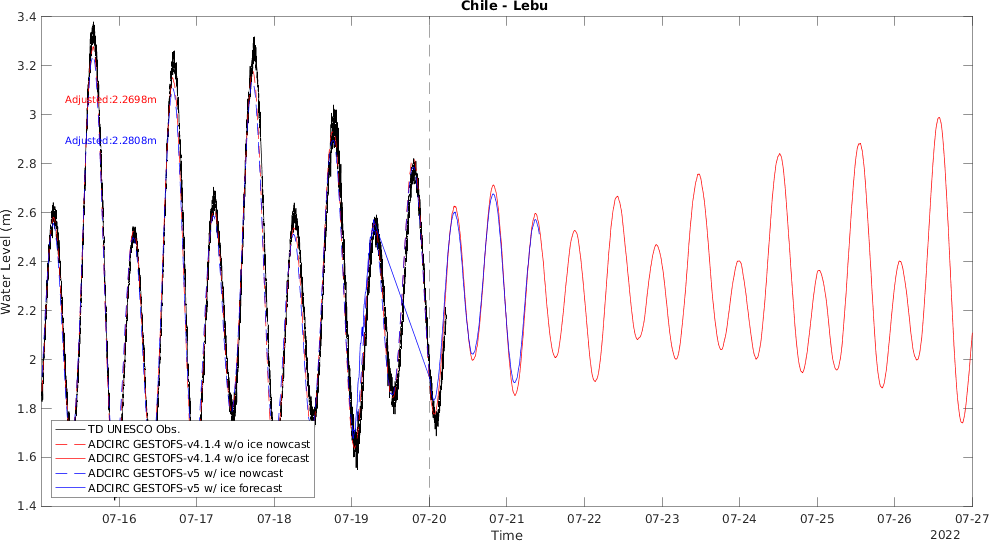 Chile - Lebu
3.4
3.2
3
2.8
2.6
2.4
2.2
2
1.8
1.6
1.4
Water Level (m)
Adjusted:2.2698m
Adjusted:2.2808m
TD UNESCO Obs.
ADCIRC GESTOFS-v4.1.4 w/o ice nowcast
ADCIRC GESTOFS-v4.1.4 w/o ice forecast
ADCIRC GESTOFS-v5 w/ ice nowcast
ADCIRC GESTOFS-v5 w/ ice forecast
07-16 07-17 07-18 07-19 07-20 07-21 07-22 07-23 07-24 07-25 07-26 07-27
Time
2022